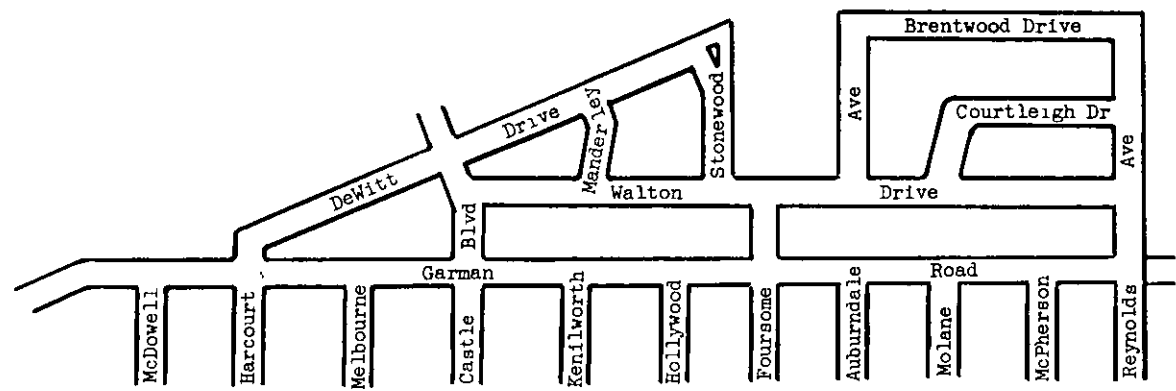 Brentwood Drive
Courtleigh Dr
Ave
Ave
Drive
Manderley
Stonewood
DeWitt
Walton Drive
Blvd
Garman Road
McDowell
Harcourt
Melbourne
Castle
Kenilworth
Hollywood
Foursome
Auburndale
Molane
McPherson
Reynolds